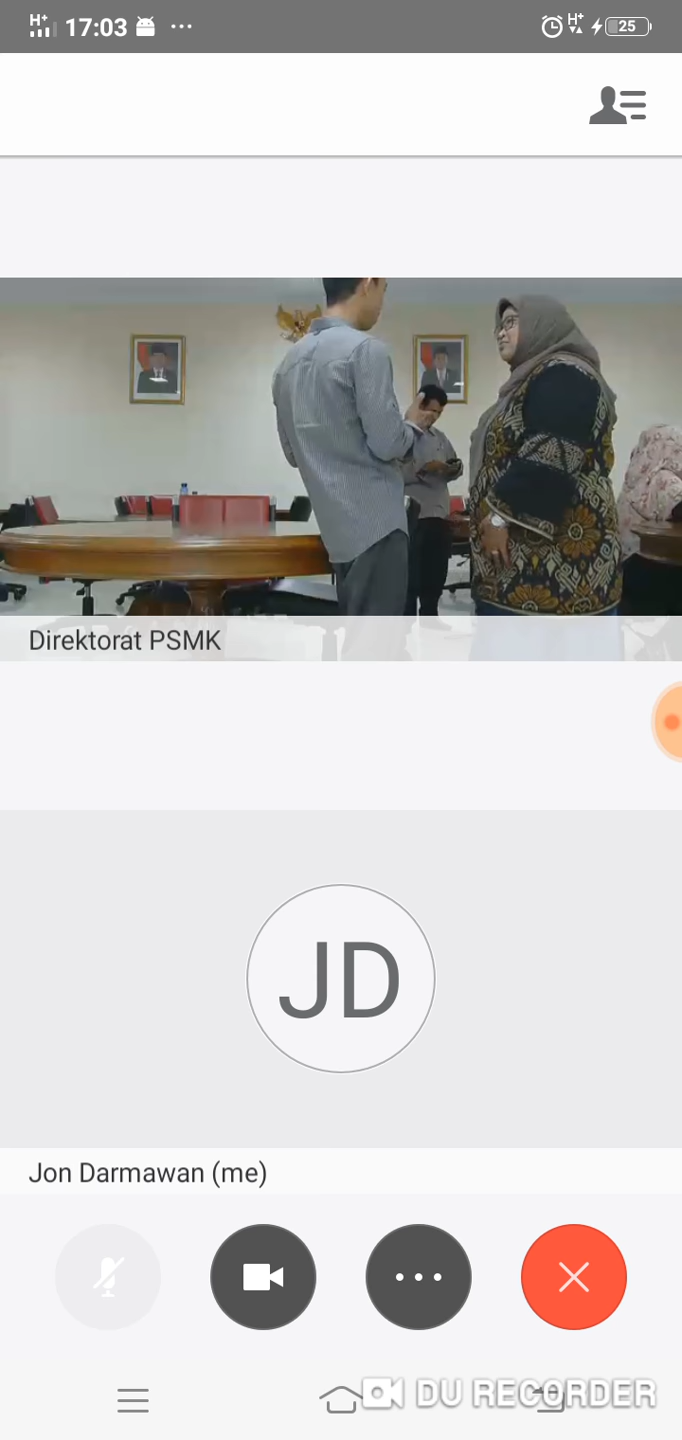 H+ 17:03 H+ 25
Direktorat PSMK
JD
Jon Darmawan (me)
DU RECORDER